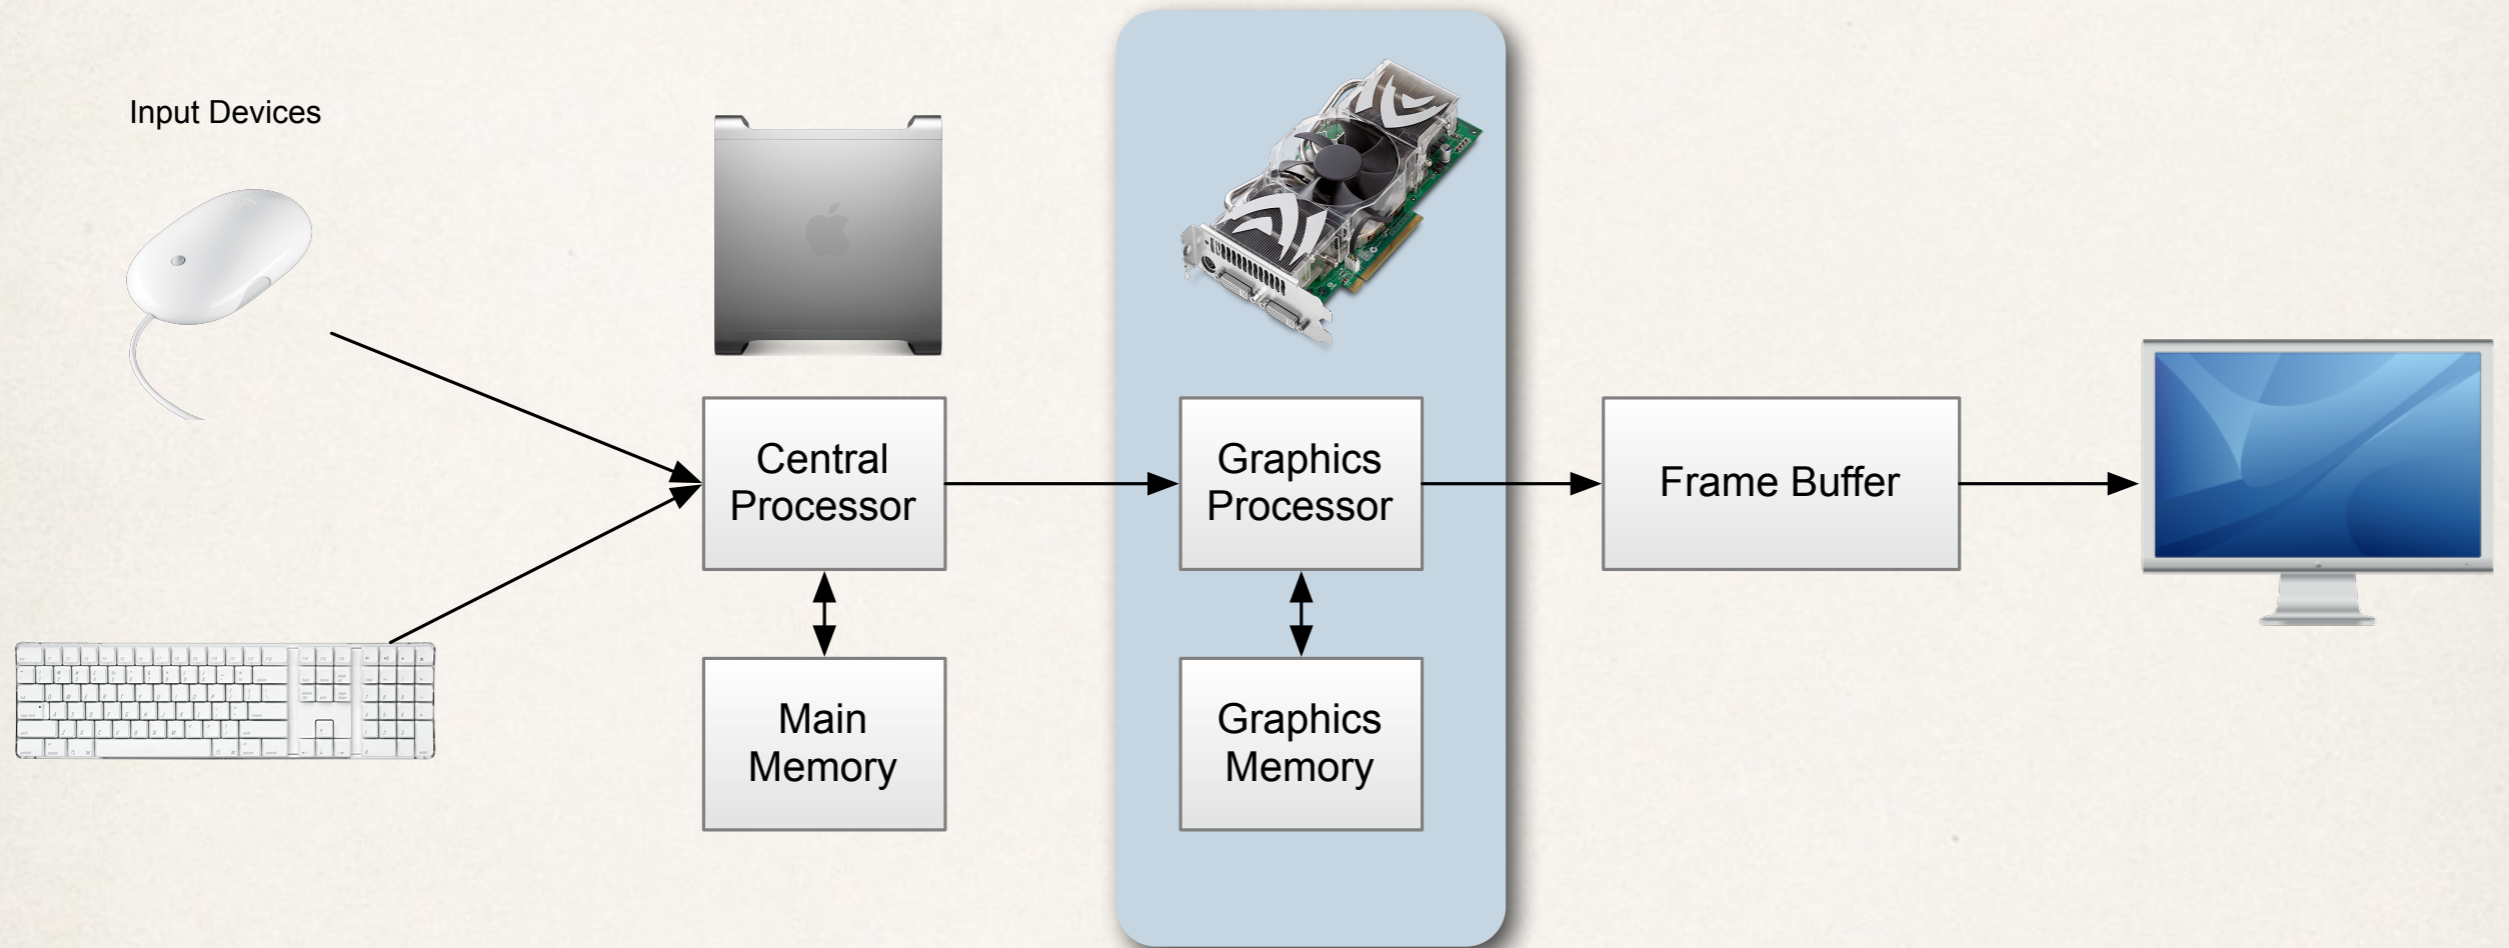 Input Devices
Central
Processor
Graphics
Processor
Frame Buffer
Main
Memory
Graphics
Memory